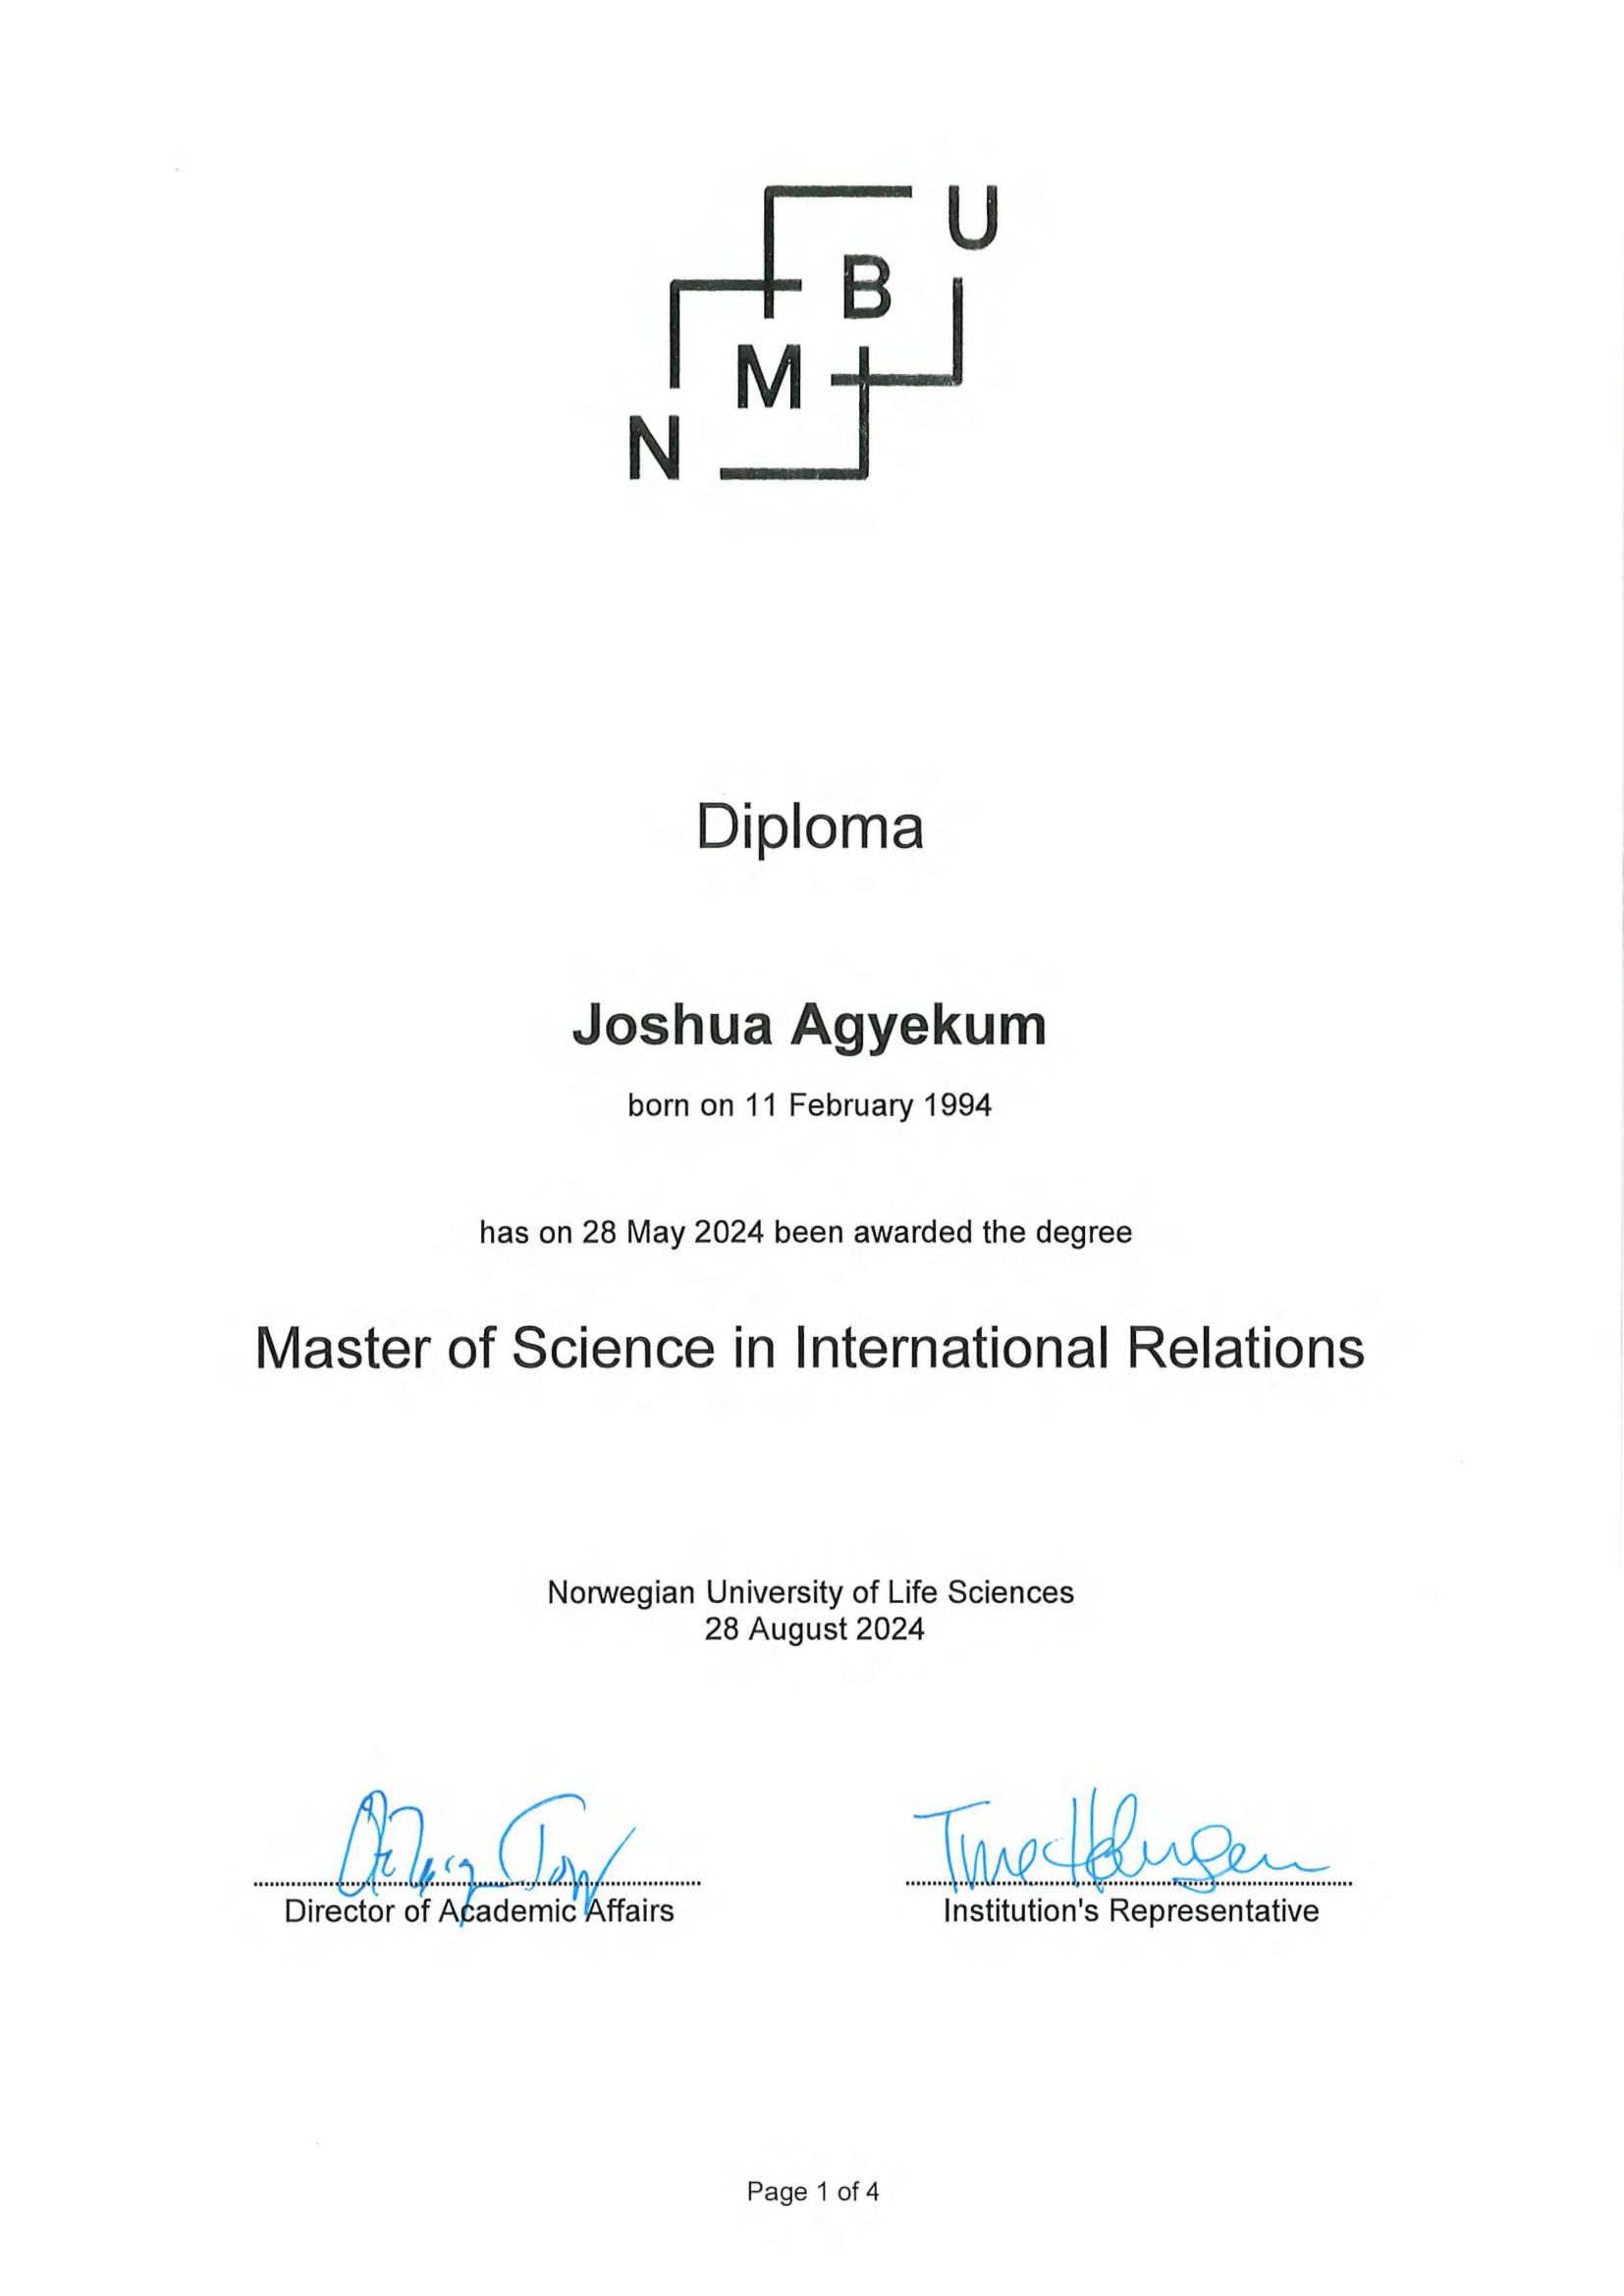 U
B
M
N
Diploma
Joshua Agyekum
born on 11 February 1994
has on 28 May 2024 been awarded the degree
Master of Science in International Relations
Norwegian University of Life Sciences
28 August 2024
Director of Academic Affairs
Institution's Representative
Page 1 of 4